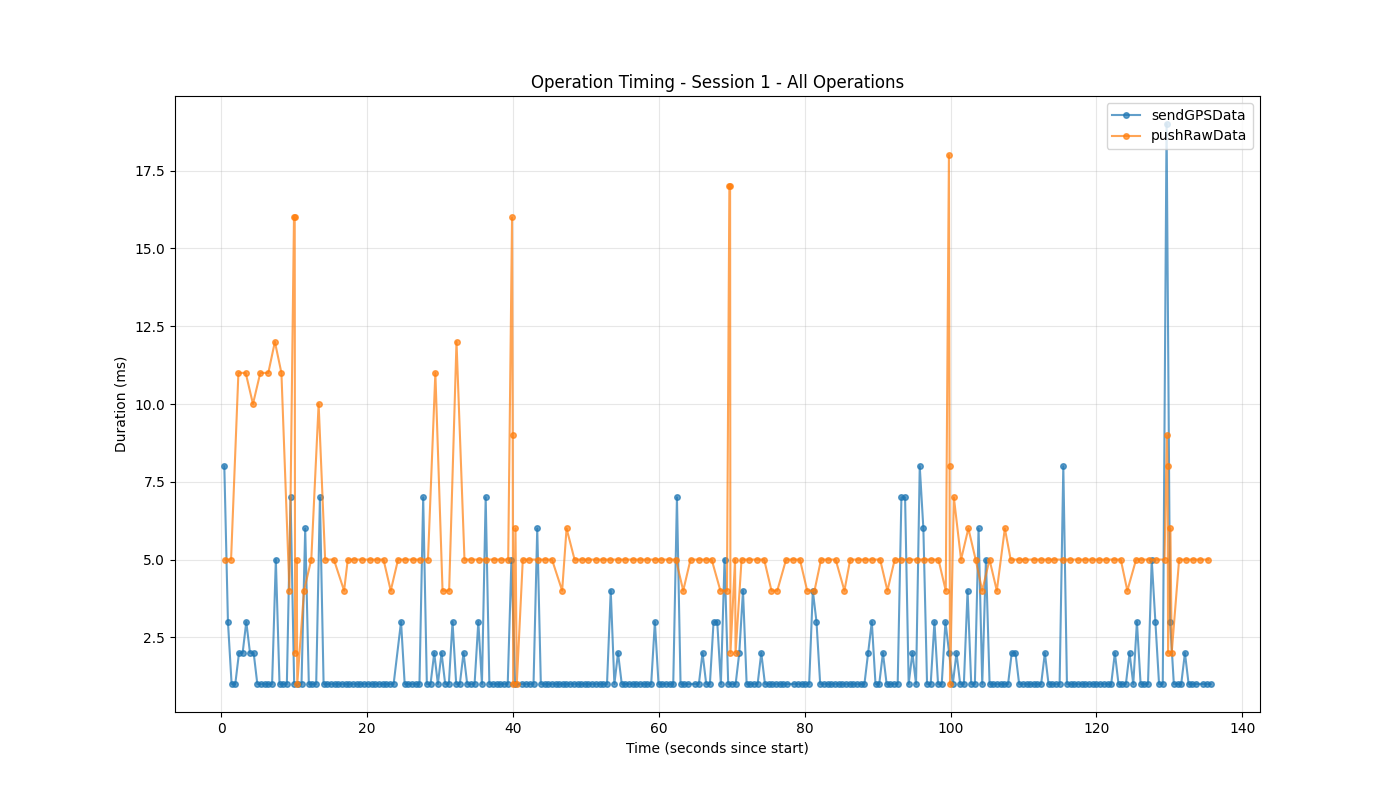 Operation Timing - Session 1 - All Operations
sendGPSData
pushRawData
17.5
15.0
12.5
10.0
7.5
5.0
2.5
Duration (ms)
0 20 40 60 80 100 120 140
Time (seconds since start)